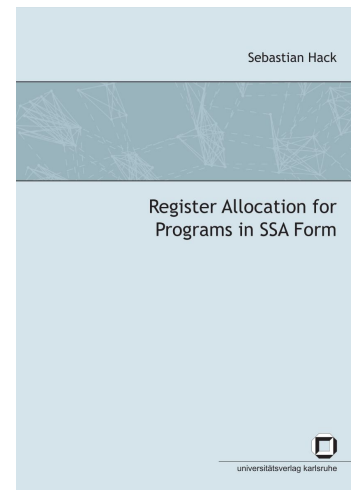 Sebastian Hack
Register Allocation for
Programs in SSA Form
universitätsverlag karlsruhe